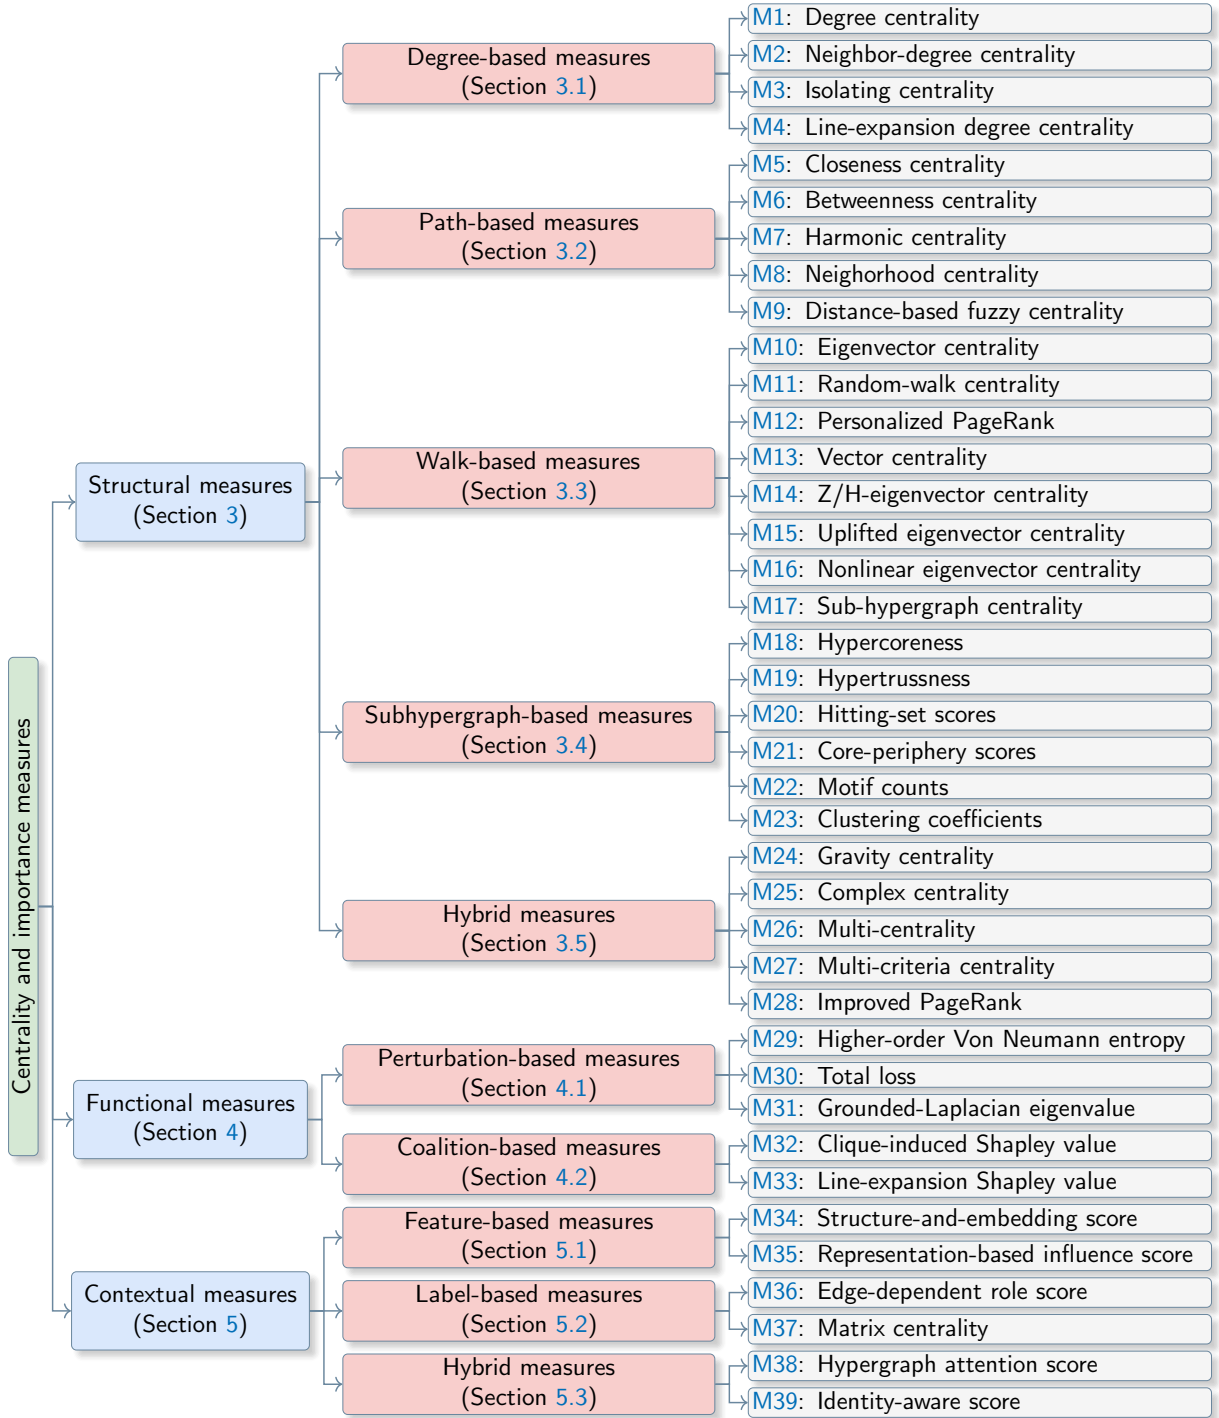 Centrality and importance measures
Structural measures
(Section 3)
Degree-based measures
(Section 3.1)
M1: Degree centrality
M2: Neighbor-degree centrality
M3: Isolating centrality
M4: Line-expansion degree centrality
Path-based measures
(Section 3.2)
M5: Closeness centrality
M6: Betweenness centrality
M7: Harmonic centrality
M8: Neighorhood centrality
M9: Distance-based fuzzy centrality
Walk-based measures
(Section 3.3)
M10: Eigenvector centrality
M11: Random-walk centrality
M12: Personalized PageRank
M13: Vector centrality
M14: Z/H-eigenvector centrality
M15: Uplifted eigenvector centrality
M16: Nonlinear eigenvector centrality
M17: Sub-hypergraph centrality
Subhypergraph-based measures
(Section 3.4)
M18: Hypercoreness
M19: Hypertrussness
M20: Hitting-set scores
M21: Core-periphery scores
M22: Motif counts
M23: Clustering coefficients
Hybrid measures
(Section 3.5)
M24: Gravity centrality
M25: Complex centrality
M26: Multi-centrality
M27: Multi-criteria centrality
M28: Improved PageRank
Functional measures
(Section 4)
Perturbation-based measures
(Section 4.1)
M29: Higher-order Von Neumann entropy
M30: Total loss
M31: Grounded-Laplacian eigenvalue
Coalition-based measures
(Section 4.2)
M32: Clique-induced Shapley value
M33: Line-expansion Shapley value
Contextual measures
(Section 5)
Feature-based measures
(Section 5.1)
M34: Structure-and-embedding score
M35: Representation-based influence score
Label-based measures
(Section 5.2)
M36: Edge-dependent role score
M37: Matrix centrality
Hybrid measures
(Section 5.3)
M38: Hypergraph attention score
M39: Identity-aware score